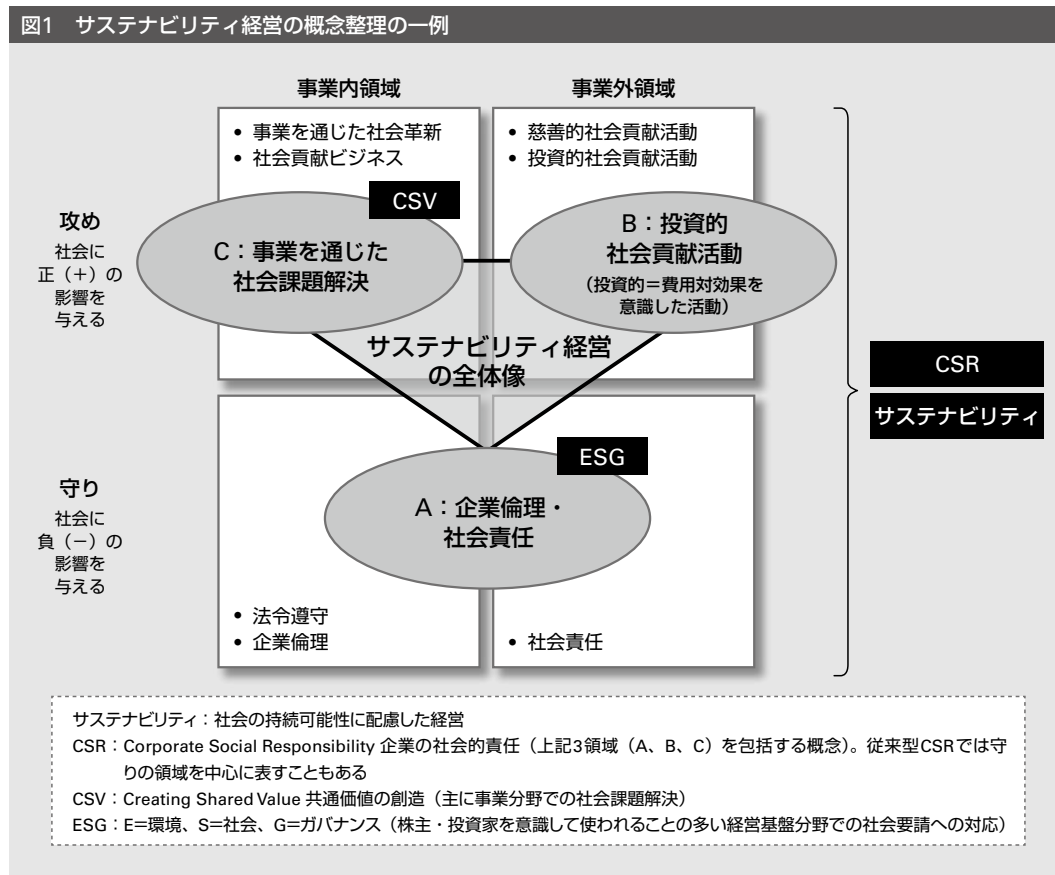 図1 サステナビリティ経営の概念整理の一例
事業内領域
事業外領域
• 事業を通じた社会革新
• 社会貢献ビジネス
• 慈善的社会貢献活動
• 投資的社会貢献活動
攻め
社会に
正（＋）の
影響を
与える
CSV
C：事業を通じた
社会課題解決
B：投資的
社会貢献活動
（投資的＝費用対効果を
意識した活動）
サステナビリティ経営
の全体像
CSR
サステナビリティ
守り
社会に
負（－）の
影響を
与える
ESG
A：企業倫理・
社会責任
• 法令遵守
• 企業倫理
• 社会責任
サステナビリティ：社会の持続可能性に配慮した経営
CSR：Corporate Social Responsibility 企業の社会的責任（上記3領域（A、B、C）を包括する概念）。従来型CSRでは守
りの領域を中心に表すこともある
CSV：Creating Shared Value 共通価値の創造（主に事業分野での社会課題解決）
ESG：E=環境、S=社会、G=ガバナンス（株主・投資家を意識して使われることの多い経営基盤分野での社会要請への対応）